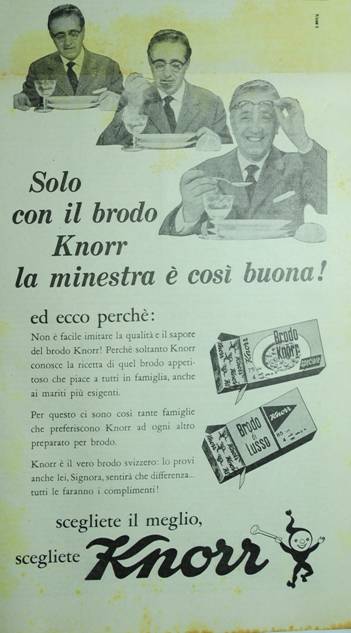 Solo
con il brodo
Knorr
la minestra è così buona!
ed ecco perchè:
Non è facile imitare la qualità e il sapore
del brodo Knorr! Perchè soltanto Knorr
conosce la ricetta di quel brodo appeti-
toso che piace a tutti in famiglia, anche
ai mariti più esigenti.
Per questo ci sono così tante famiglie
che preferiscono Knorr ad ogni altro
preparato per brodo.
Knorr è il vero brodo svizzero: lo provi
anche lei, Signora, sentirà che differenza...
tutti le faranno i complimenti!
Brodo
Knorr
Knorr
Brodo
di
Lusso
Knorr
scegliete il meglio,
scegliete Knorr